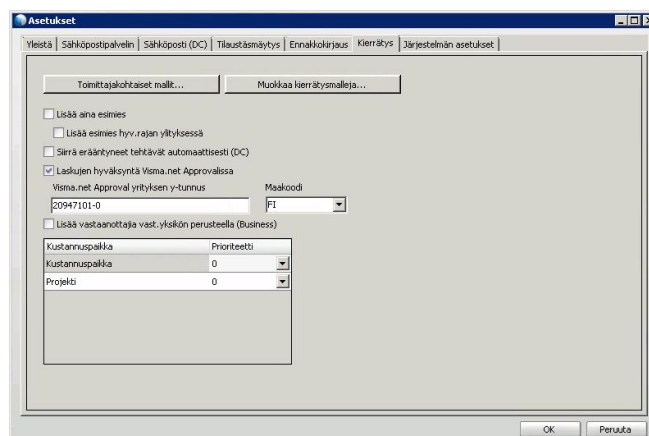 Asetukset
Yleistä Sähköpostipalvelin Sähköposti (DC) Tilaustäsmäytys Ennakkokirjaus Kierrätys Järjestelmän asetukset
Toimittajakohtaiset mallit... Muokkaa kierrätysmalleja...
Lisää aina esimies
Lisää esimies hyv.rajan ylityksessä
Siirrä erääntyneet tehtävät automaattisesti (DC)
Laskujen hyväksyntä Visma.net Approvalissa
Visma.net Approval yrityksen y-tunnus Maakoodi
20947101-0 FI
Lisää vastaanottajia vast.yksikön perusteella (Business)
Kustannuspaikka Prioriteetti
Kustannuspaikka 0
Projekti 0
OK Peruuta